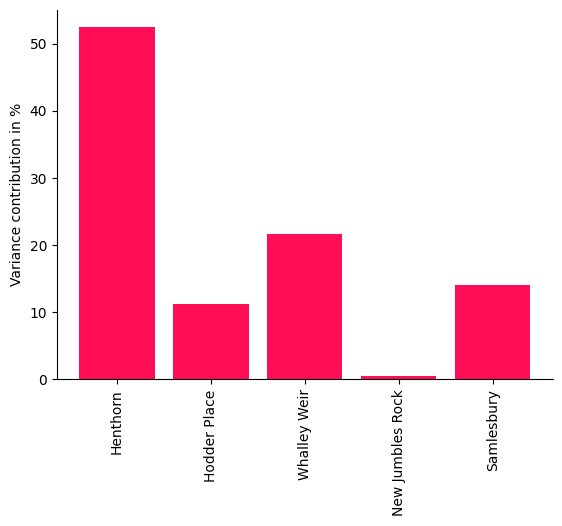 Variance contribution in %
50
40
30
20
10
0
Henthorn
Hodder Place
Whalley Weir
New Jumbles Rock
Samlesbury